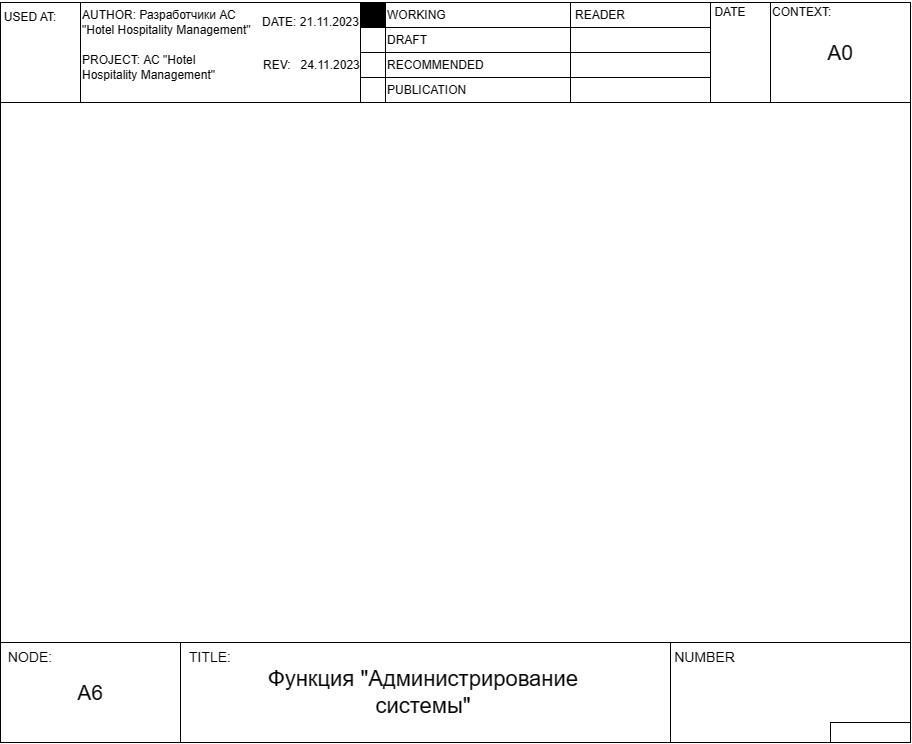 USED AT:
AUTHOR: Разработчики АС
"Hotel Hospitality Management"
DATE: 21.11.2023
PROJECT: АС "Hotel
Hospitality Management"
REV: 24.11.2023
WORKING
DRAFT
RECOMMENDED
PUBLICATION
READER
DATE
CONTEXT:
A0
NODE:
A6
TITLE:
Функция "Администрирование
системы"
NUMBER